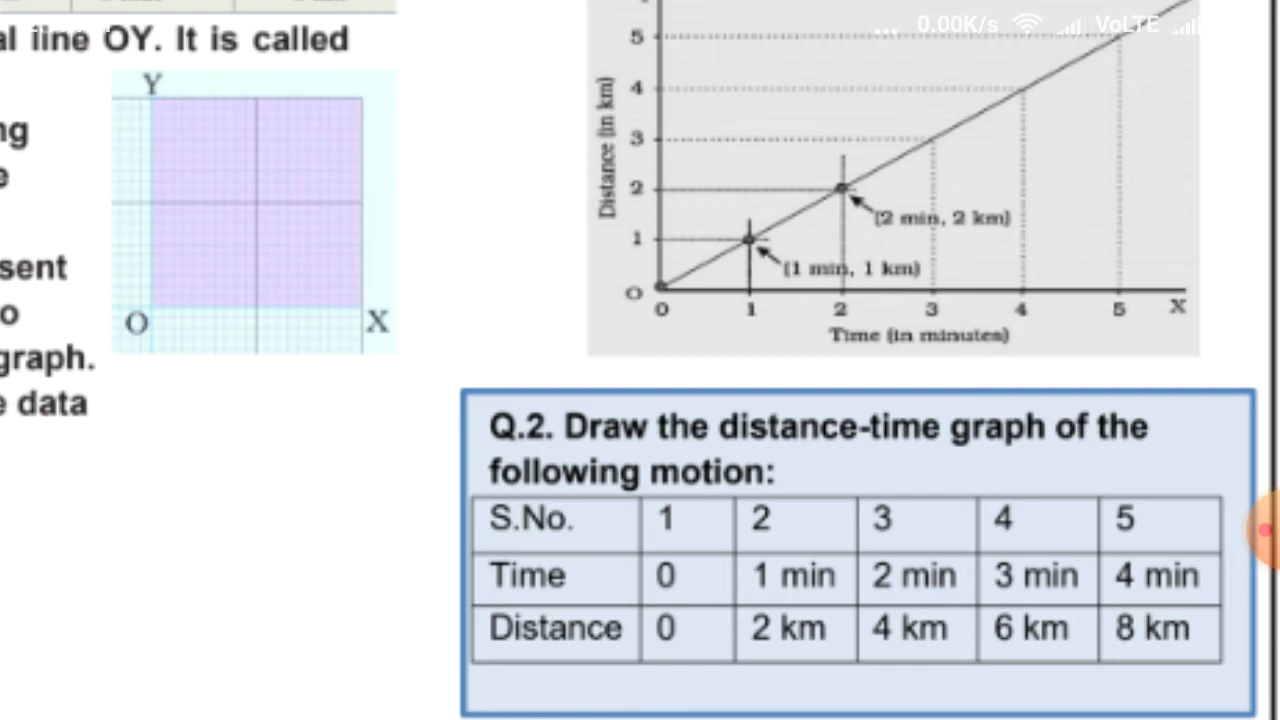 al iine OY. It is called
ng
e
sent
o
graph.
e data
Y
O
X
... 0.00K/s VoLTE
Distance (in km)
5
4
3
2
1
O
(2 min, 2 km)
(1 min, 1 km)
0 1 2 3 4 5 X
Time (in minutes)
Q.2. Draw the distance-time graph of the
following motion:
S.No. 1 2 3 4 5
Time 0 1 min 2 min 3 min 4 min
Distance 0 2 km 4 km 6 km 8 km